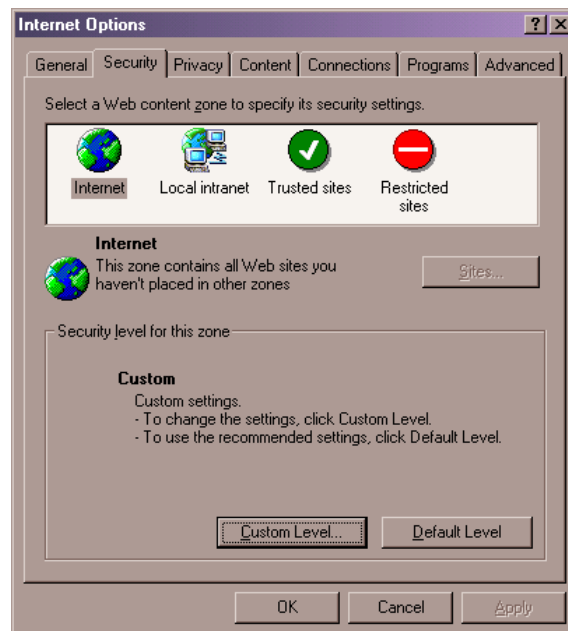 Internet Options
General Security Privacy Content Connections Programs Advanced
Select a Web content zone to specify its security settings.
Internet Local intranet Trusted sites Restricted sites
Internet
This zone contains all Web sites you
haven't placed in other zones
Sites...
Security level for this zone
Custom
Custom settings.
- To change the settings, click Custom Level.
- To use the recommended settings, click Default Level.
Custom Level... Default Level
OK Cancel Apply